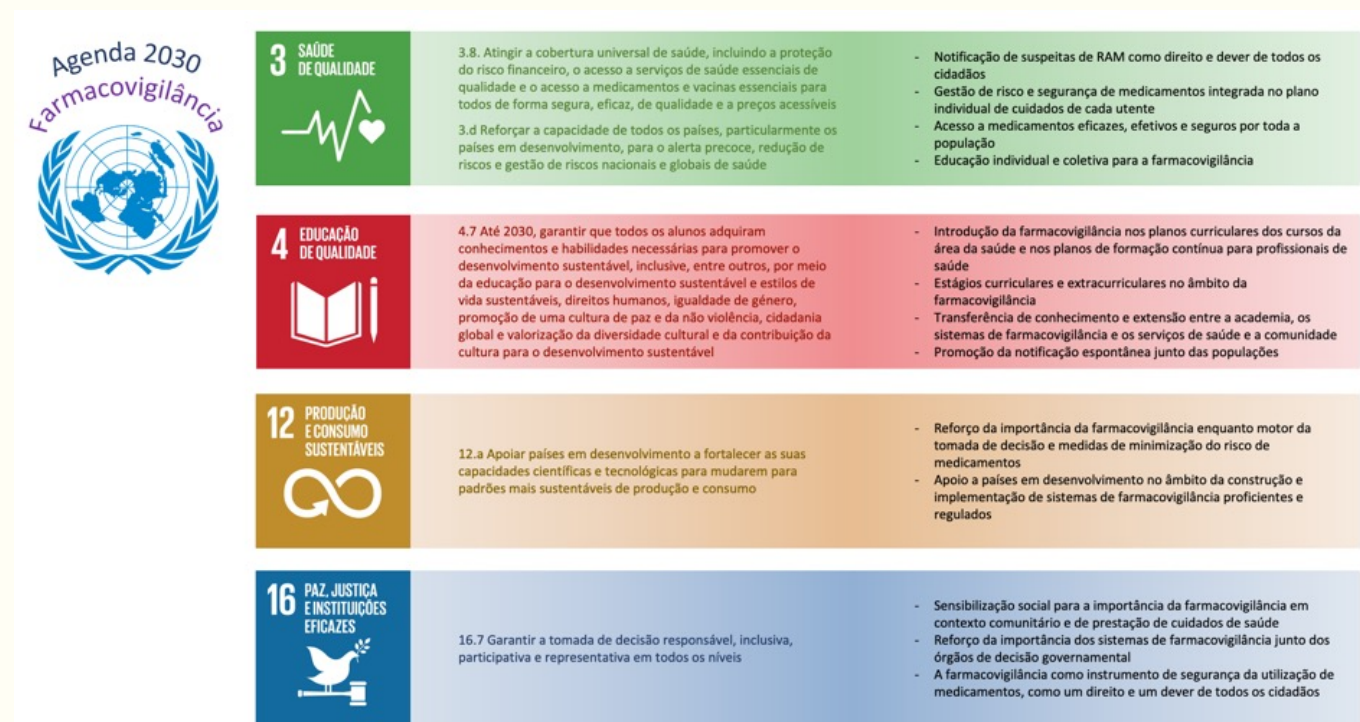 Agenda 2030
Farmacovigilância
3 SAÚDE
DE QUALIDADE
3.8. Atingir a cobertura universal de saúde, incluindo a proteção
do risco financeiro, o acesso a serviços de saúde essenciais de
qualidade e o acesso a medicamentos e vacinas essenciais para
todos de forma segura, eficaz, de qualidade e a preços acessíveis
3.d Reforçar a capacidade de todos os países, particularmente os
países em desenvolvimento, para o alerta precoce, redução de
riscos e gestão de riscos nacionais e globais de saúde
- Notificação de suspeitas de RAM como direito e dever de todos os
cidadãos
- Gestão de risco e segurança de medicamentos integrada no plano
individual de cuidados de cada utente
- Acesso a medicamentos eficazes, efetivos e seguros por toda a
população
- Educação individual e coletiva para a farmacovigilância
4 EDUCAÇÃO
DE QUALIDADE
4.7 Até 2030, garantir que todos os alunos adquiram
conhecimentos e habilidades necessárias para promover o
desenvolvimento sustentável, inclusive, entre outros, por meio
da educação para o desenvolvimento sustentável e estilos de
vida sustentáveis, direitos humanos, igualdade de género,
promoção de uma cultura de paz e da não violência, cidadania
global e valorização da diversidade cultural e da contribuição da
cultura para o desenvolvimento sustentável
- Introdução da farmacovigilância nos planos curriculares dos cursos da
área da saúde e nos planos de formação contínua para profissionais de
saúde
- Estágios curriculares e extracurriculares no âmbito da
farmacovigilância
- Transferência de conhecimento e extensão entre a academia, os
sistemas de farmacovigilância e os serviços de saúde e a comunidade
- Promoção da notificação espontânea junto das populações
12 PRODUÇÃO
E CONSUMO
SUSTENTÁVEIS
12.a Apoiar países em desenvolvimento a fortalecer as suas
capacidades científicas e tecnológicas para mudarem para
padrões mais sustentáveis de produção e consumo
- Reforço da importância da farmacovigilância enquanto motor da
tomada de decisão e medidas de minimização do risco de
medicamentos
- Apoio a países em desenvolvimento no âmbito da construção e
implementação de sistemas de farmacovigilância proficientes e
regulados
16 PAZ, JUSTIÇA
E INSTITUIÇÕES
EFICAZES
16.7 Garantir a tomada de decisão responsável, inclusiva,
participativa e representativa em todos os níveis
- Sensibilização social para a importância da farmacovigilância em
contexto comunitário e de prestação de cuidados de saúde
- Reforço da importância dos sistemas de farmacovigilância junto dos
órgãos de decisão governamental
- A farmacovigilância como instrumento de segurança da utilização de
medicamentos, como um direito e um dever de todos os cidadãos